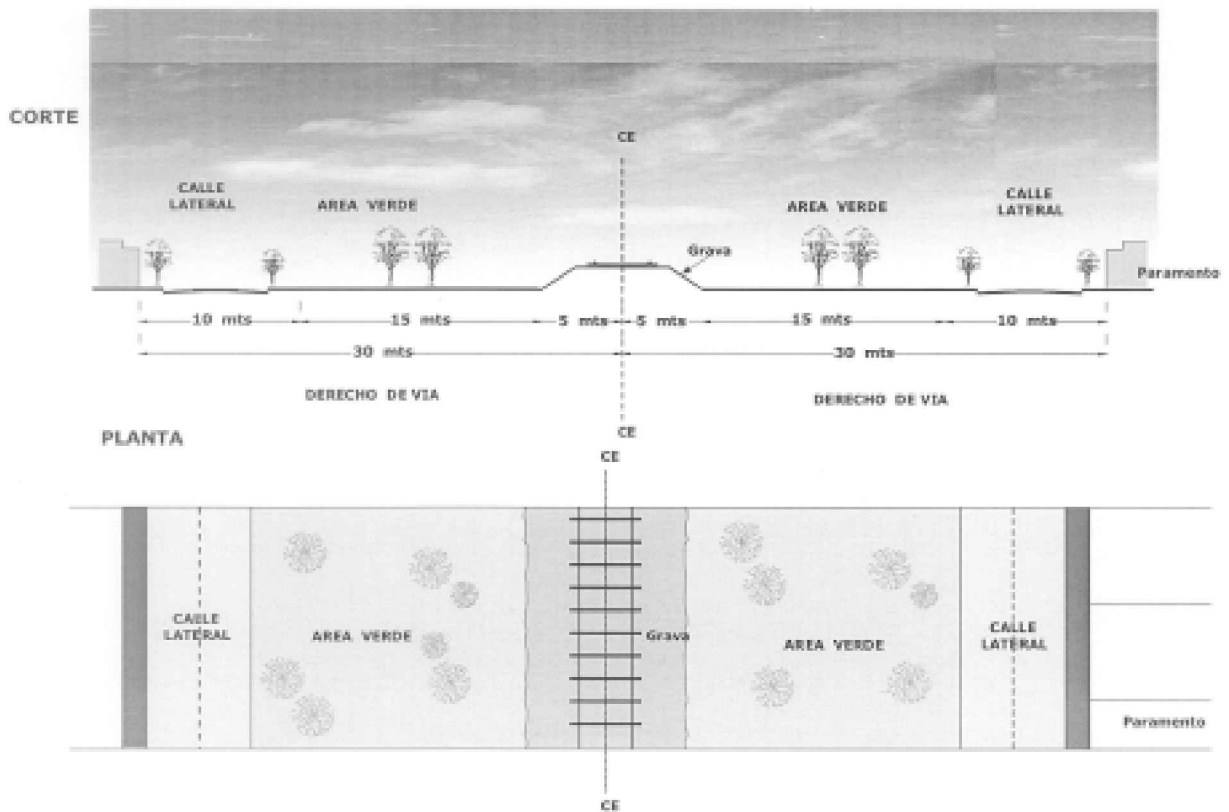 CORTE
CE
CALLE
LATERAL
AREA VERDE
AREA VERDE
CALLE
LATERAL
Grava
Paramento
10 mts
15 mts
5 mts
5 mts
15 mts
10 mts
30 mts
30 mts
DERECHO DE VIA
DERECHO DE VIA
CE
PLANTA
CE
CALLE
LATERAL
AREA VERDE
Grava
AREA VERDE
CALLE
LATERAL
Paramento
CE